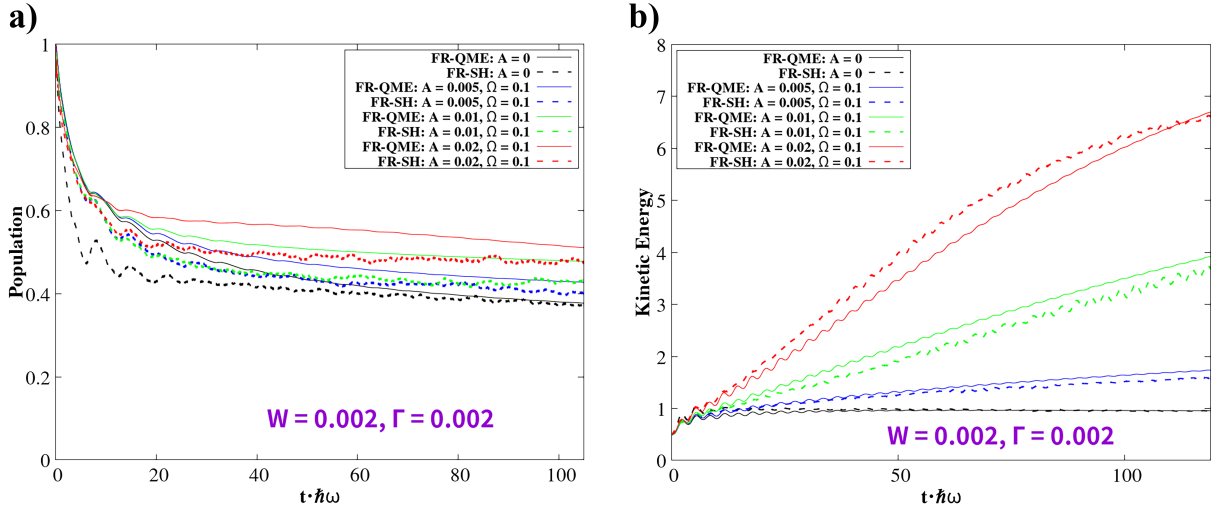 a)
Population
1
0.8
0.6
0.4
0.2
0
0
20
40
60
80
100
t·ℏω
FR-QME: A = 0
FR-SH: A = 0
FR-QME: A = 0.005, Ω = 0.1
FR-SH: A = 0.005, Ω = 0.1
FR-QME: A = 0.01, Ω = 0.1
FR-SH: A = 0.01, Ω = 0.1
FR-QME: A = 0.02, Ω = 0.1
FR-SH: A = 0.02, Ω = 0.1
W = 0.002, Γ = 0.002
b)
Kinetic Energy
8
7
6
5
4
3
2
1
0
0
50
100
t·ℏω
FR-QME: A = 0
FR-SH: A = 0
FR-QME: A = 0.005, Ω = 0.1
FR-SH: A = 0.005, Ω = 0.1
FR-QME: A = 0.01, Ω = 0.1
FR-SH: A = 0.01, Ω = 0.1
FR-QME: A = 0.02, Ω = 0.1
FR-SH: A = 0.02, Ω = 0.1
W = 0.002, Γ = 0.002